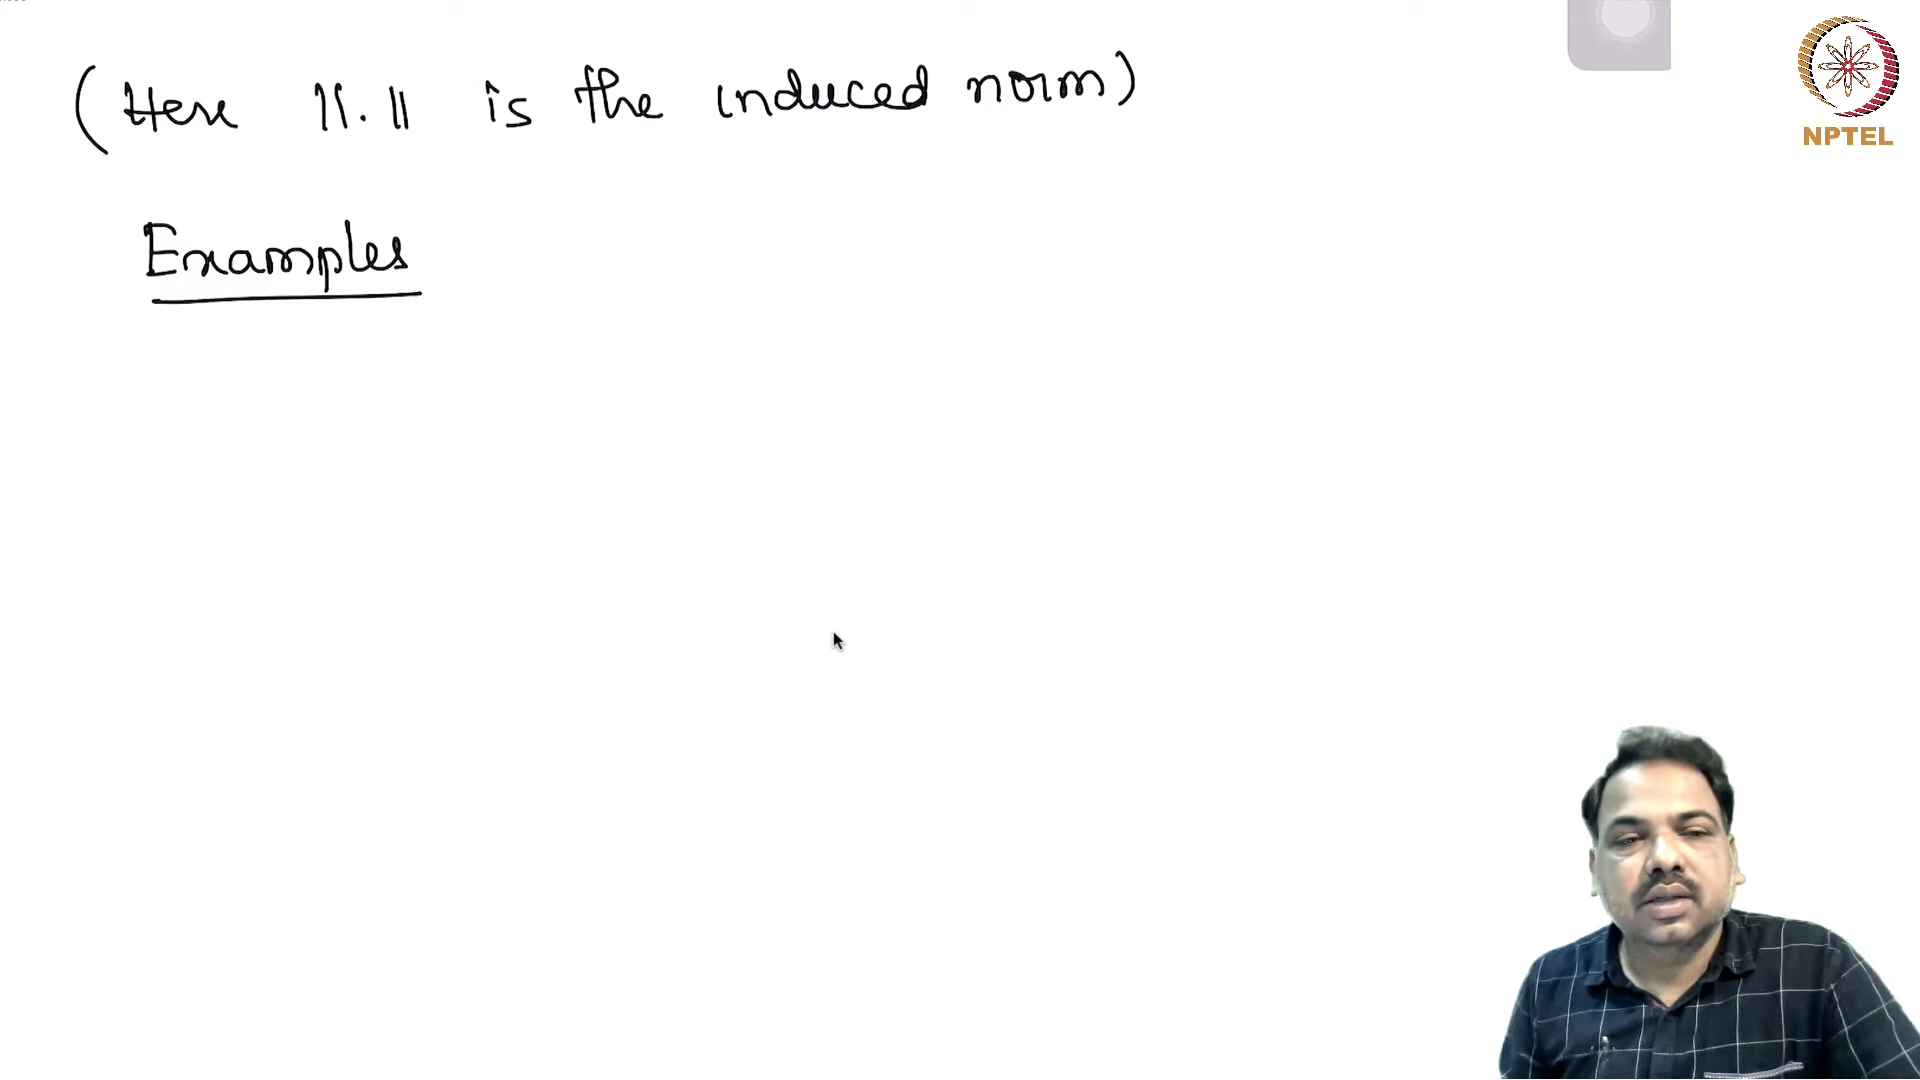 (Here ||.|| is the induced norm)
NPTEL
Examples